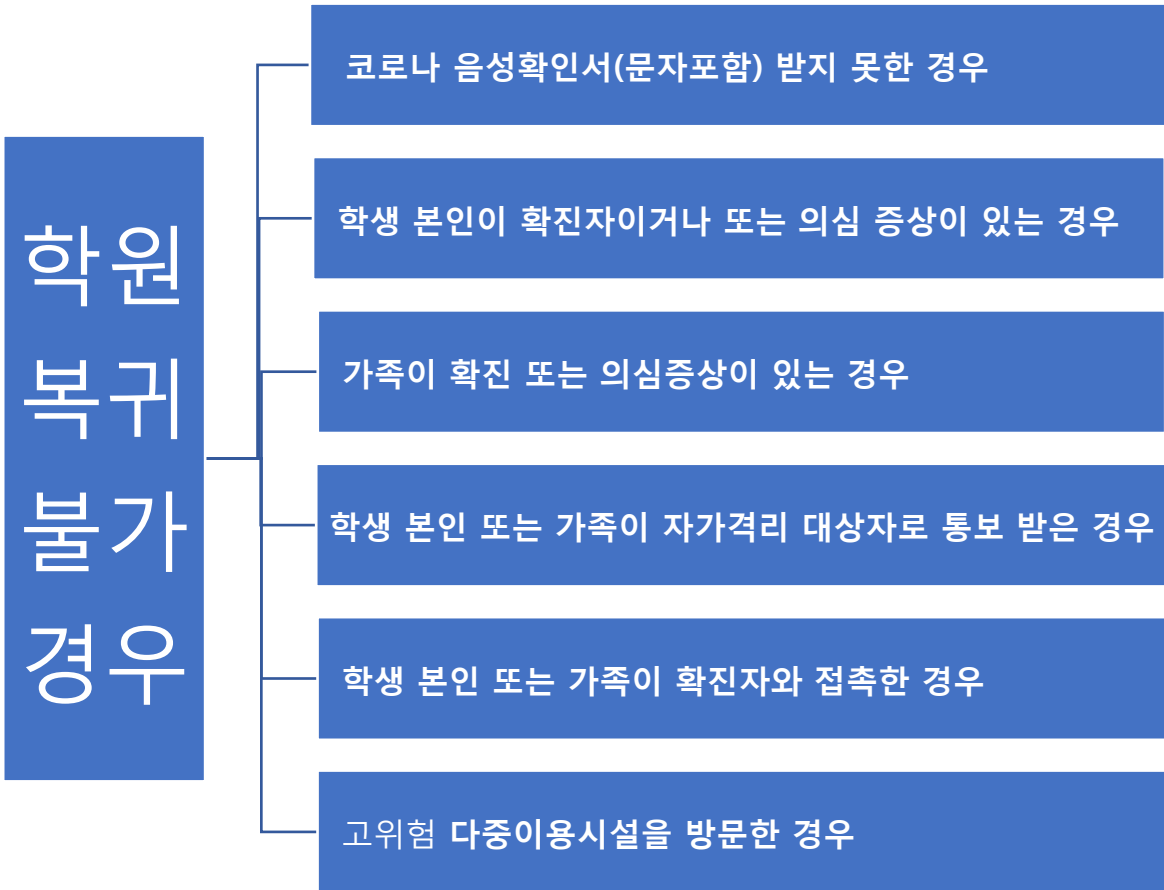 학원
복귀
불가
경우
코로나 음성확인서(문자포함) 받지 못한 경우
학생 본인이 확진자이거나 또는 의심 증상이 있는 경우
가족이 확진 또는 의심증상이 있는 경우
학생 본인 또는 가족이 자가격리 대상자로 통보 받은 경우
학생 본인 또는 가족이 확진자와 접촉한 경우
고위험 다중이용시설을 방문한 경우